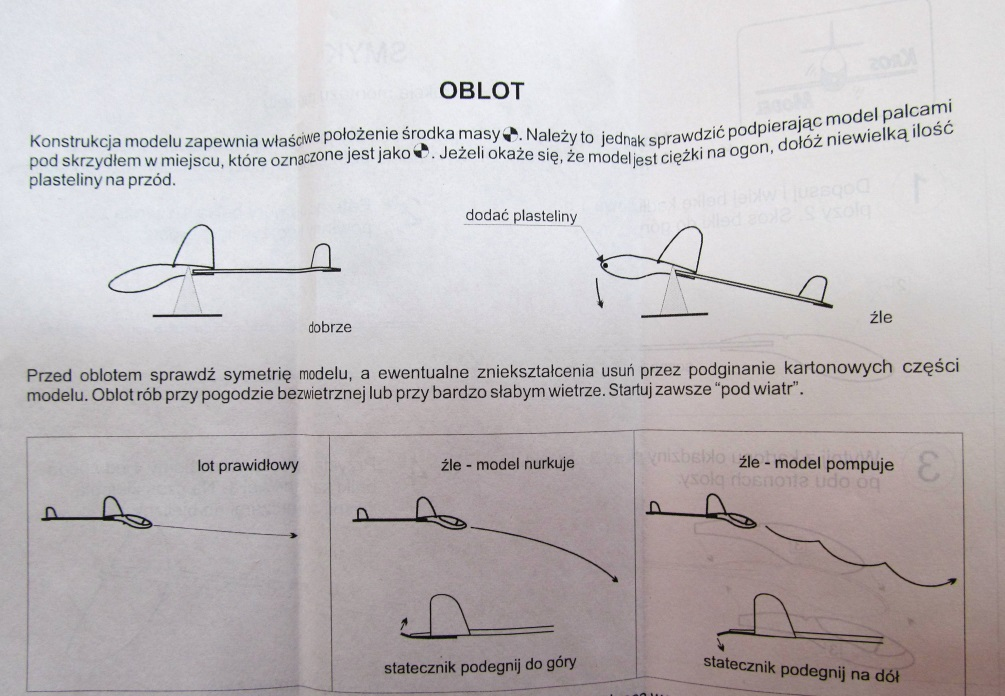 OBLOT
Konstrukcja modelu zapewnia właściwe położenie środka masy. Należy to jednak sprawdzić podpierając model palcami
pod skrzydłem w miejscu, które oznaczone jest jako. Jeżeli okaże się, że model jest ciężki na ogon, dołóż niewielką ilość
plasteliny na przód.
dodać plasteliny
dobrze
źle
Przed oblotem sprawdź symetrię modelu, a ewentualne zniekształcenia usuń przez podginanie kartonowych części
modelu. Oblot rób przy pogodzie bezwietrznej lub przy bardzo słabym wietrze. Startuj zawsze "pod wiatr".
lot prawidłowy
źle - model nurkuje
źle - model pompuje
statecznik podegnij do góry
statecznik podegnij na dół